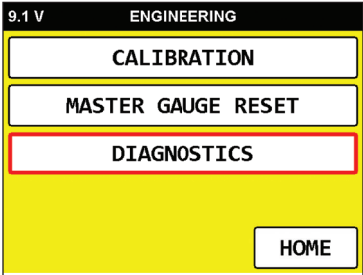 9.1 V ENGINEERING
CALIBRATION
MASTER GAUGE RESET
DIAGNOSTICS
HOME